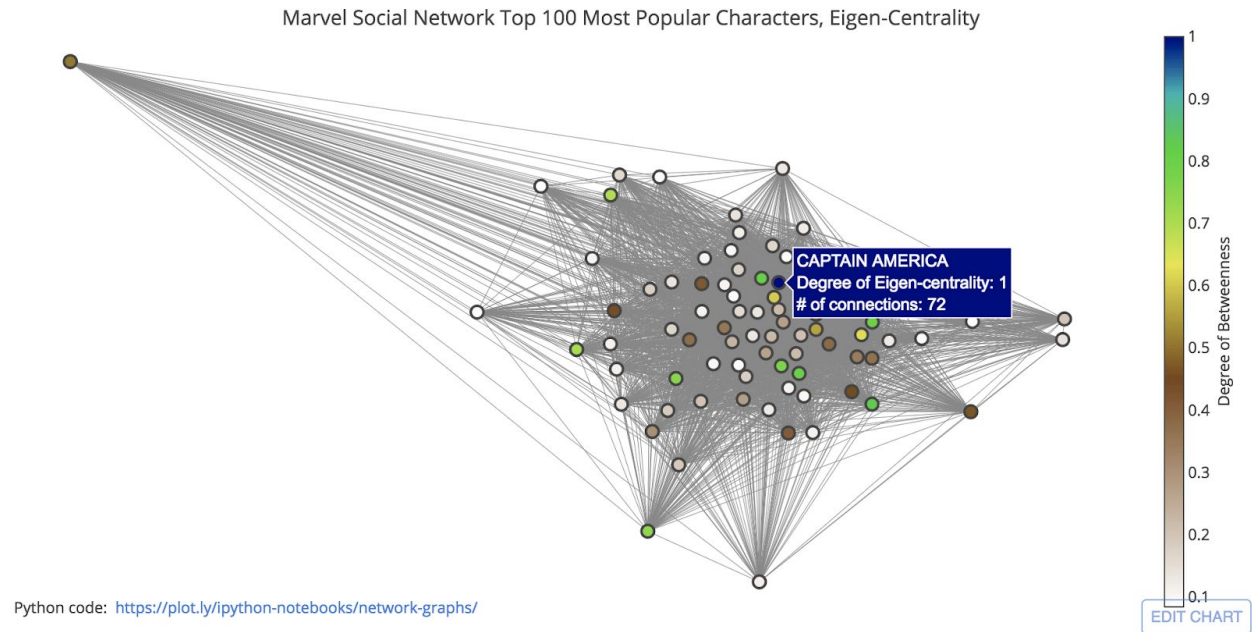 Marvel Social Network Top 100 Most Popular Characters, Eigen-Centrality
CAPTAIN AMERICA
Degree of Eigen-centrality: 1
# of connections: 72
1
0.9
0.8
0.7
0.6
0.5
0.4
0.3
0.2
0.1
Degree of Betweenness
Python code: https://plot.ly/ipython-notebooks/network-graphs/
EDIT CHART